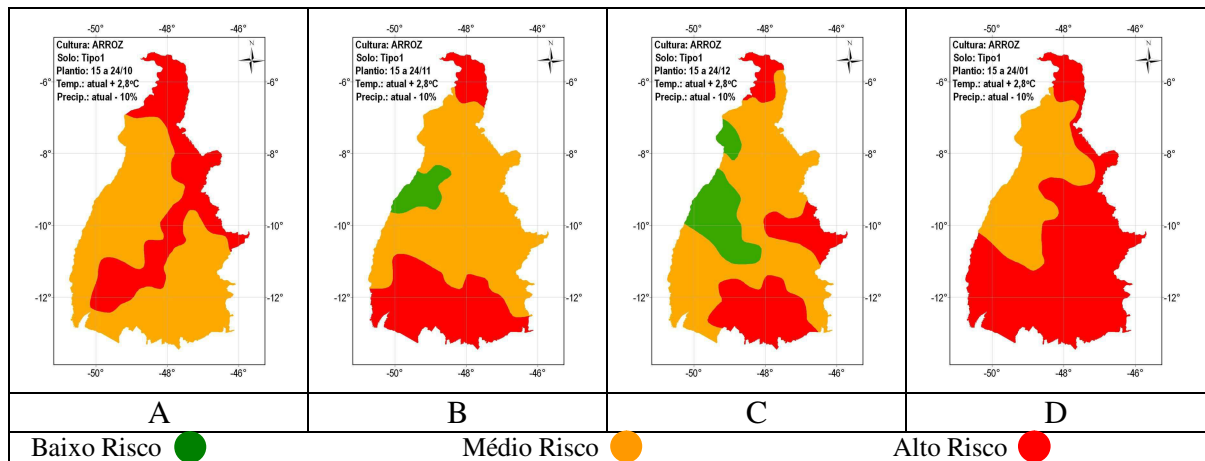 -50° -48° -46°
Cultura: ARROZ
Solo: Tipo1
Plantio: 15 a 24/10
Temp.: atual + 2,8ºC
Precip.: atual - 10%
N
-6°
-6°
-8°
-8°
-10°
-10°
-12°
-12°
-50° -48° -46°
-50° -48° -46°
Cultura: ARROZ
Solo: Tipo1
Plantio: 15 a 24/11
Temp.: atual + 2,8ºC
Precip.: atual - 10%
N
-6°
-6°
-8°
-8°
-10°
-10°
-12°
-12°
-50° -48° -46°
-50° -48° -46°
Cultura: ARROZ
Solo: Tipo1
Plantio: 15 a 24/12
Temp.: atual + 2,8ºC
Precip.: atual - 10%
N
-6°
-6°
-8°
-8°
-10°
-10°
-12°
-12°
-50° -48° -46°
-50° -48° -46°
Cultura: ARROZ
Solo: Tipo1
Plantio: 15 a 24/01
Temp.: atual + 2,8ºC
Precip.: atual - 10%
N
-6°
-6°
-8°
-8°
-10°
-10°
-12°
-12°
-50° -48° -46°
A B C D
Baixo Risco Médio Risco Alto Risco